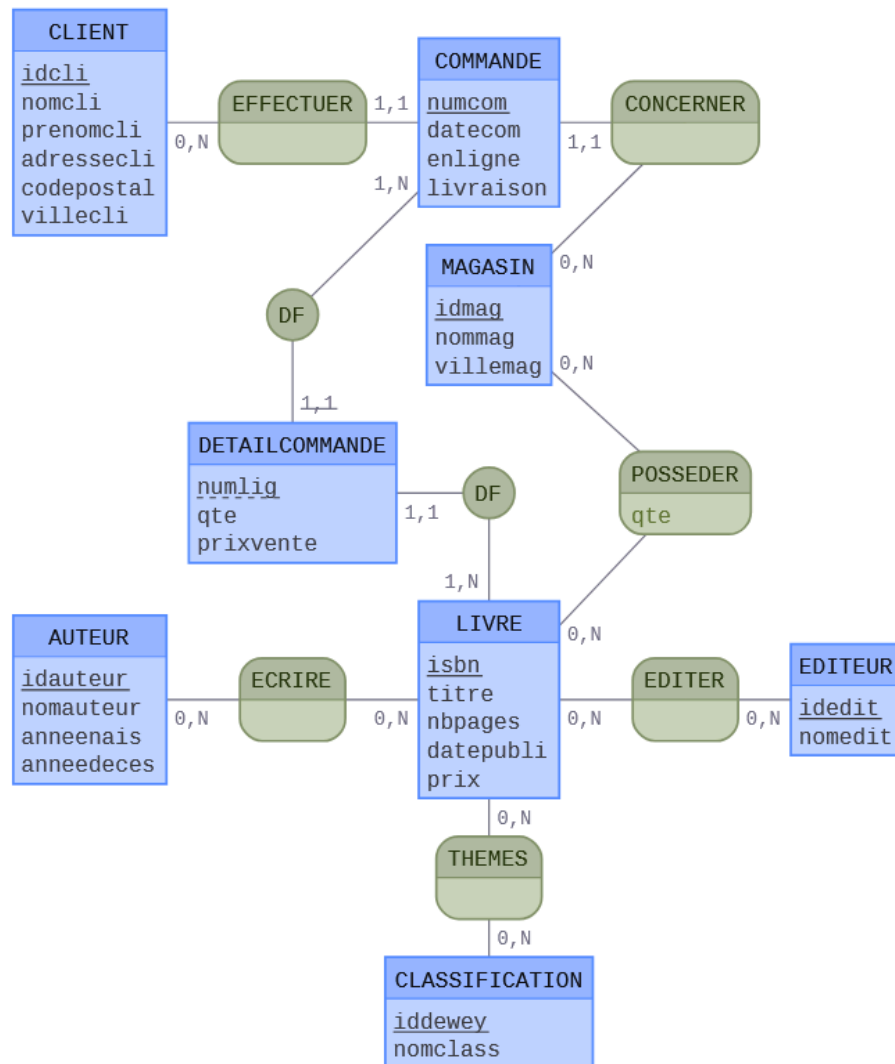 CLIENT
idcli
nomcli
prenomcli
adressecli
codepostal
villecli
0,N
EFFECTUER
1,1
COMMANDE
numcom
datecom
enligne
livraison
1,1
CONCERNER
0,N
1,N
DF
1,1
MAGASIN
idmag
nommag
villemag
0,N
POSSEDER
qte
0,N
DETAILCOMMANDE
numlig
qte
prixvente
1,1
DF
1,N
AUTEUR
idauteur
nomauteur
anneenais
anneedeces
0,N
ECRIRE
0,N
LIVRE
isbn
titre
nbpages
datepubli
prix
0,N
EDITER
0,N
EDITEUR
idedit
nomedit
0,N
THEMES
0,N
CLASSIFICATION
iddewey
nomclass